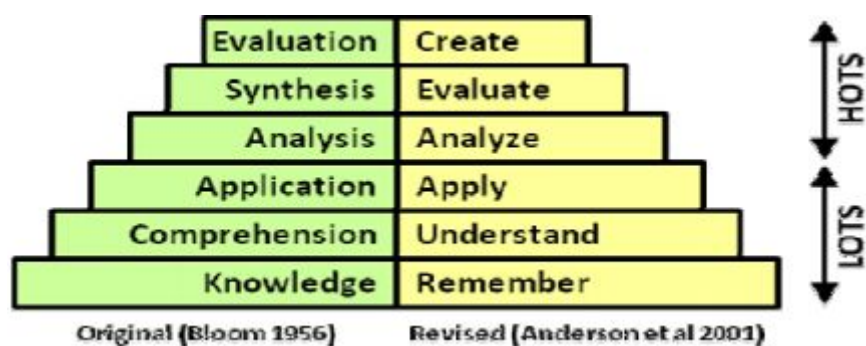 Evaluation Create
Synthesis Evaluate
Analysis Analyze
Application Apply
Comprehension Understand
Knowledge Remember
Original (Bloom 1956) Revised (Anderson et al 2001)
HOTS
LOTS